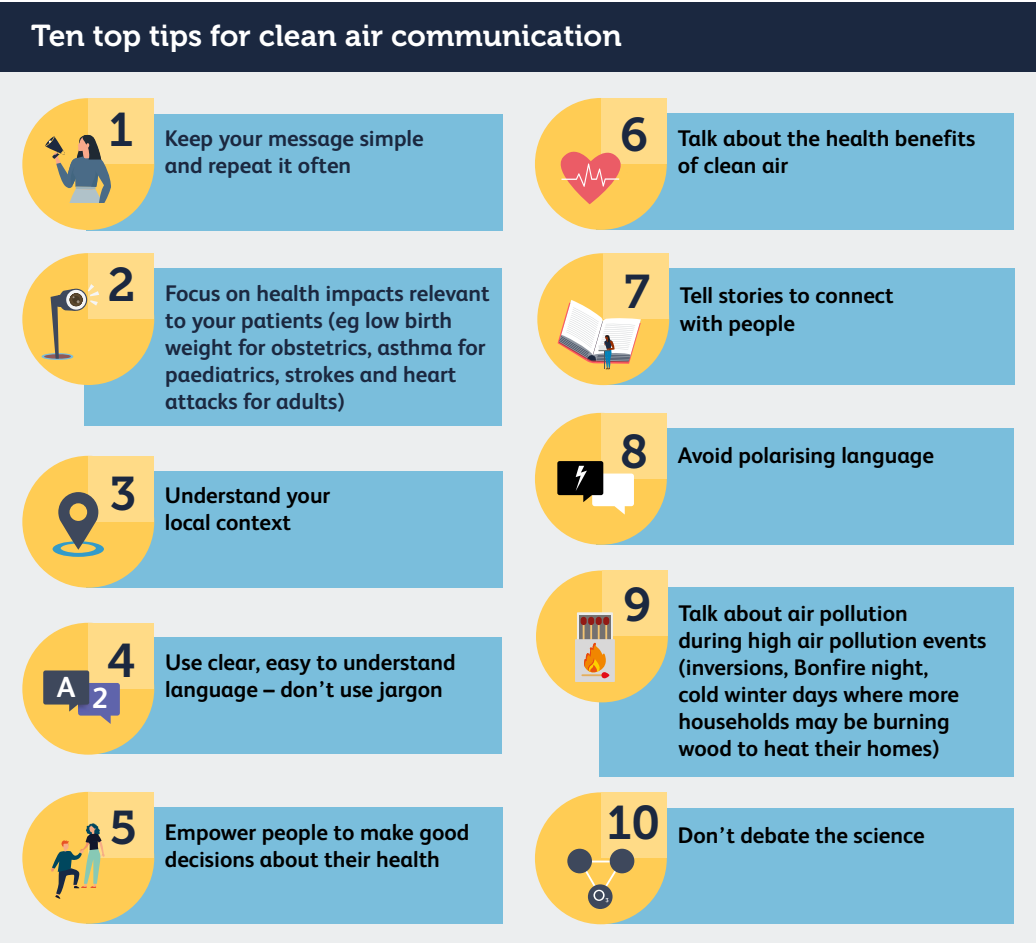 Ten top tips for clean air communication
1
Keep your message simple
and repeat it often
2
Focus on health impacts relevant
to your patients (eg low birth
weight for obstetrics, asthma for
paediatrics, strokes and heart
attacks for adults)
3
Understand your
local context
4
A
2
Use clear, easy to understand
language – don’t use jargon
5
Empower people to make good
decisions about their health
6
Talk about the health benefits
of clean air
7
Tell stories to connect
with people
8
Avoid polarising language
9
Talk about air pollution
during high air pollution events
(inversions, Bonfire night,
cold winter days where more
households may be burning
wood to heat their homes)
10
O₃
Don’t debate the science